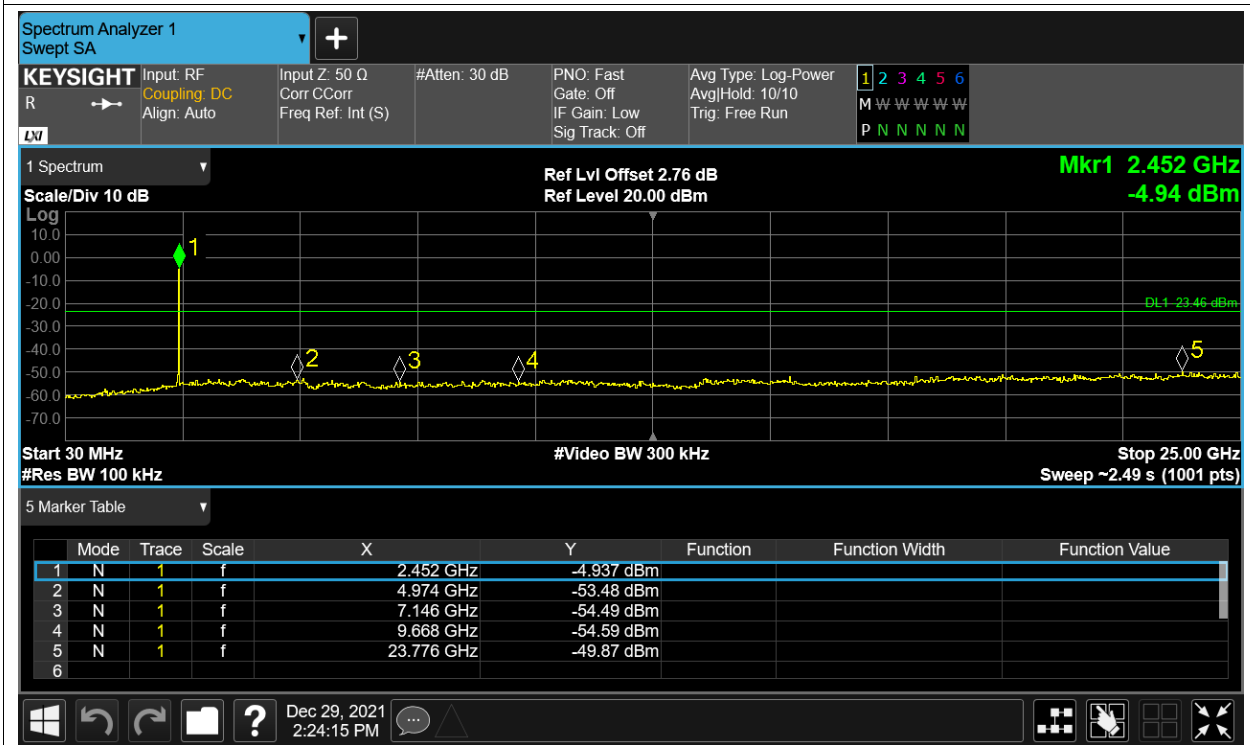 Spectrum Analyzer 1
Swept SA
KEYSIGHT
R
LXI
Input: RF
Coupling: DC
Align: Auto
Input Z: 50 Ω
Corr CCorr
Freq Ref: Int (S)
#Atten: 30 dB
PNO: Fast
Gate: Off
IF Gain: Low
Sig Track: Off
Avg Type: Log-Power
Avg|Hold: 10/10
Trig: Free Run
1 2 3 4 5 6
M W W W W W
P N N N N N
1 Spectrum
Scale/Div 10 dB
Ref Lvl Offset 2.76 dB
Ref Level 20.00 dBm
Mkr1 2.452 GHz
-4.94 dBm
Log
10.0
0.00
-10.0
-20.0
-30.0
-40.0
-50.0
-60.0
-70.0
1
2
3
4
5
DL1 23.46 dBm
Start 30 MHz
#Res BW 100 kHz
#Video BW 300 kHz
Stop 25.00 GHz
Sweep ~2.49 s (1001 pts)
5 Marker Table
Mode Trace Scale X Y Function Function Width Function Value
1 N 1 f 2.452 GHz -4.937 dBm
2 N 1 f 4.974 GHz -53.48 dBm
3 N 1 f 7.146 GHz -54.49 dBm
4 N 1 f 9.668 GHz -54.59 dBm
5 N 1 f 23.776 GHz -49.87 dBm
6
?
Dec 29, 2021
2:24:15 PM